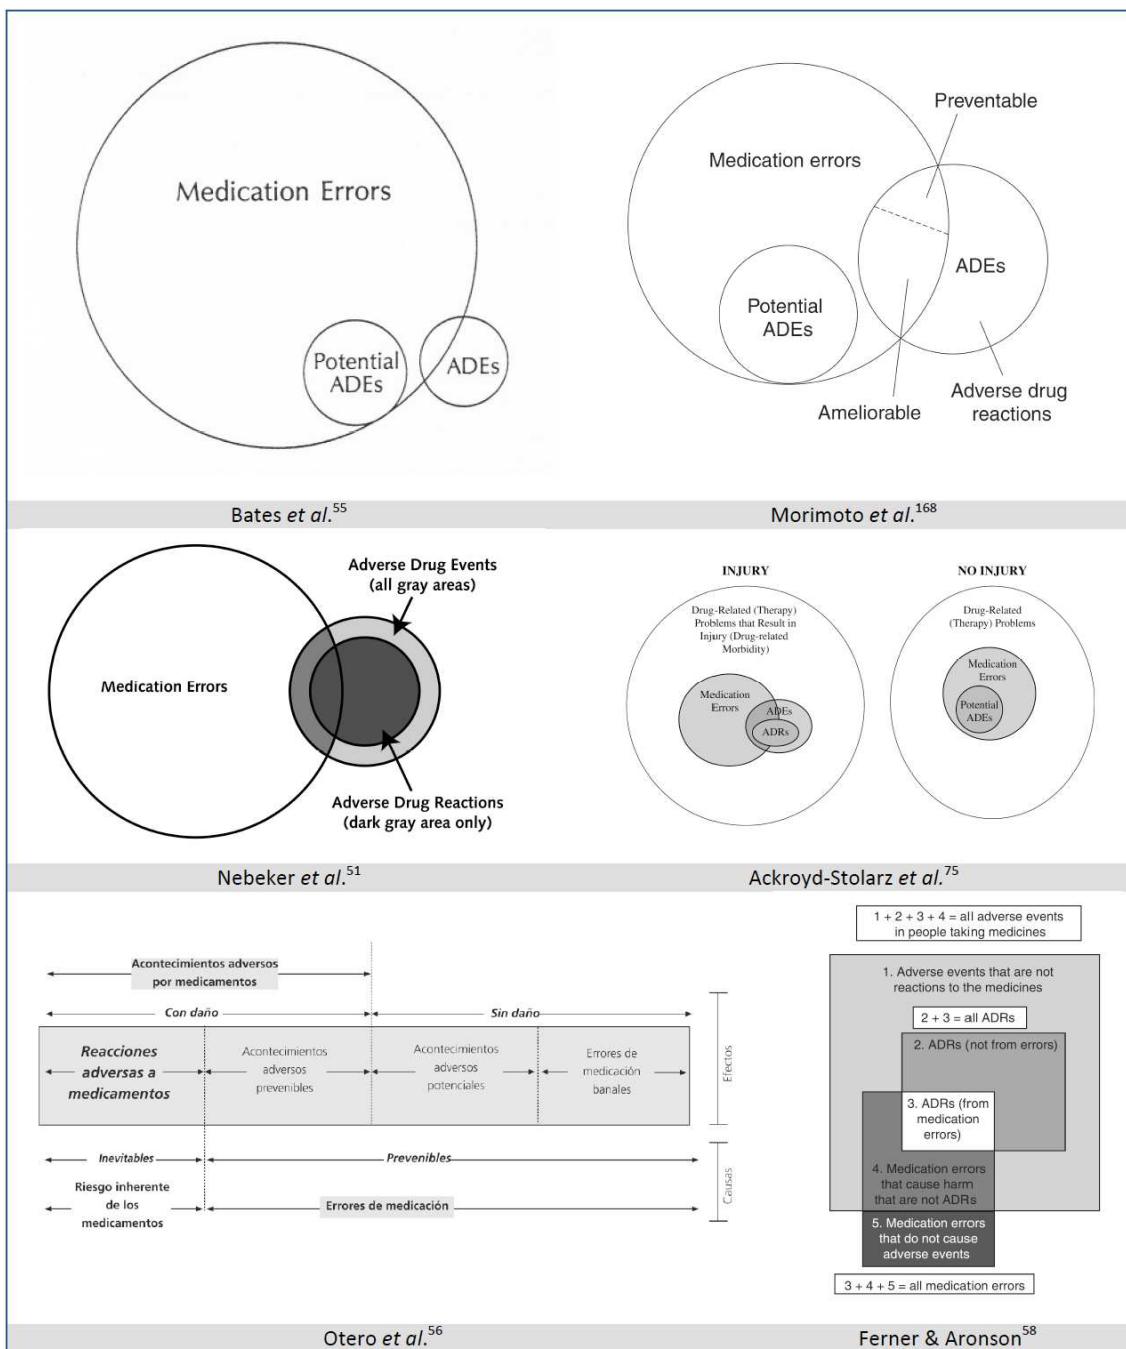 Medication Errors
Potential
ADEs
ADEs
Preventable
Medication errors
ADEs
Potential
ADEs
Ameliorable
Adverse drug
reactions
Bates et al.55
Morimoto et al.168
Adverse Drug Events
(all gray areas)
Medication Errors
Adverse Drug Reactions
(dark gray area only)
INJURY
Drug-Related (Therapy)
Problems that Result in
Injury (Drug-related
Morbidity)
Medication
Errors
ADEs
ADRs
NO INJURY
Drug-Related
(Therapy) Problems
Medication
Errors
Potential
ADEs
Nebeker et al.51
Ackroyd-Stolarz et al.75
Acontecimientos adversos
por medicamentos
Con daño
Sin daño
Reacciones
adversas a
medicamentos
Acontecimientos
adversos
prevenibles
Acontecimientos
adversos
potenciales
Errores de
medicación
banales
Efectos
Inevitables
Prevenibles
Riesgo inherente
de los
medicamentos
Errores de medicación
Causas
1 + 2 + 3 + 4 = all adverse events
in people taking medicines
1. Adverse events that are not
reactions to the medicines
2 + 3 = all ADRs
2. ADRs (not from errors)
3. ADRs (from
medication
errors)
4. Medication errors
that cause harm
that are not ADRs
5. Medication errors
that do not cause
adverse events
3 + 4 + 5 = all medication errors
Otero et al.56
Ferner & Aronson58